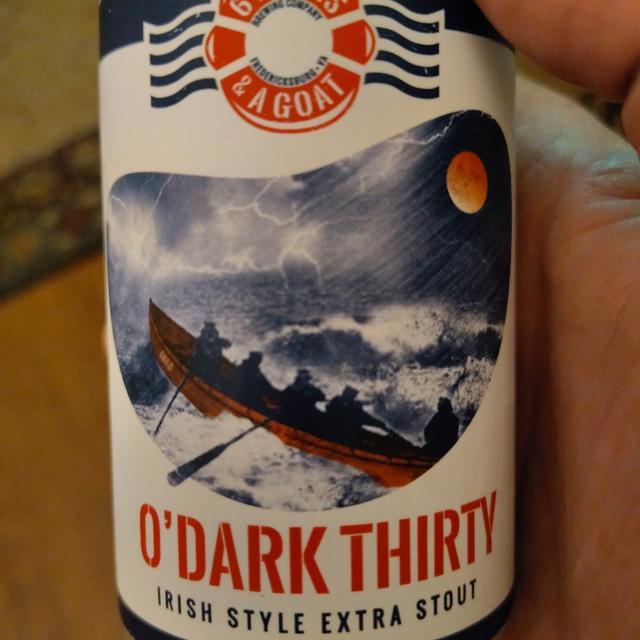 BREWING COMPANY
FREDERICKSBURG • VA
& A GOAT
O'DARK THIRTY
IRISH STYLE EXTRA STOUT